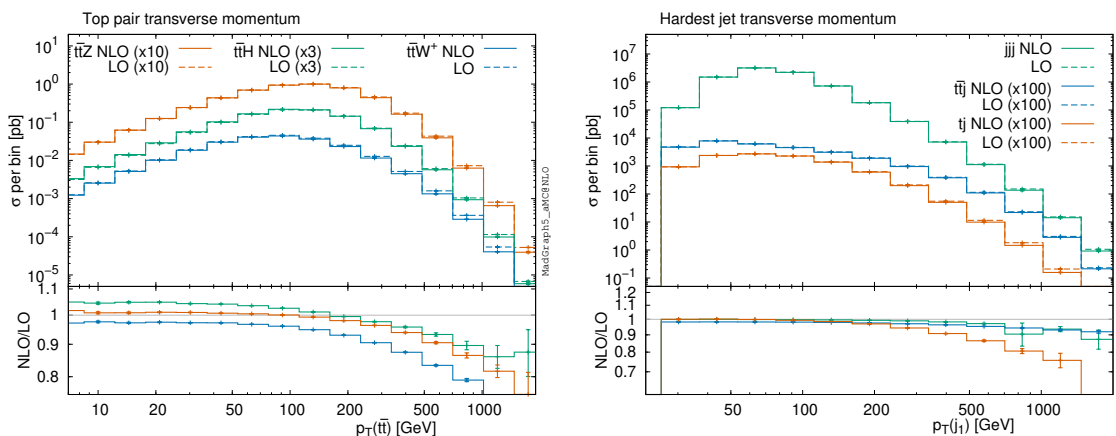 Top pair transverse momentum
10¹
10⁰
10⁻¹
10⁻²
10⁻³
10⁻⁴
10⁻⁵
σ per bin [pb]
tt̄Z NLO (x10)
LO (x10)
tt̄H NLO (x3)
LO (x3)
tt̄W⁺ NLO
LO
MadGraph5_aMC@NLO
1.1
1
0.9
0.8
NLO/LO
10 20 50 100 200 500 1000
p_T(tt̄) [GeV]
Hardest jet transverse momentum
10⁷
10⁶
10⁵
10⁴
10³
10²
10¹
10⁰
10⁻¹
σ per bin [pb]
jjj NLO
LO
tt̄j NLO (x100)
LO (x100)
tj NLO (x100)
LO (x100)
1.2
1.1
1
0.9
0.8
0.7
NLO/LO
50 100 200 500 1000
p_T(j₁) [GeV]